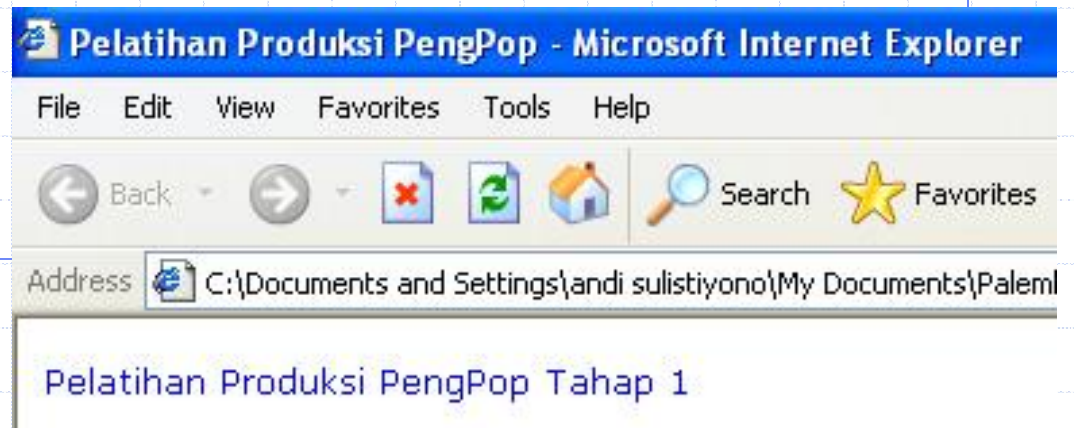 Pelatihan Produksi PengPop - Microsoft Internet Explorer
File Edit View Favorites Tools Help
Back Search Favorites
Address C:\Documents and Settings\andi sulistiyono\My Documents\Palem
Pelatihan Produksi PengPop Tahap 1